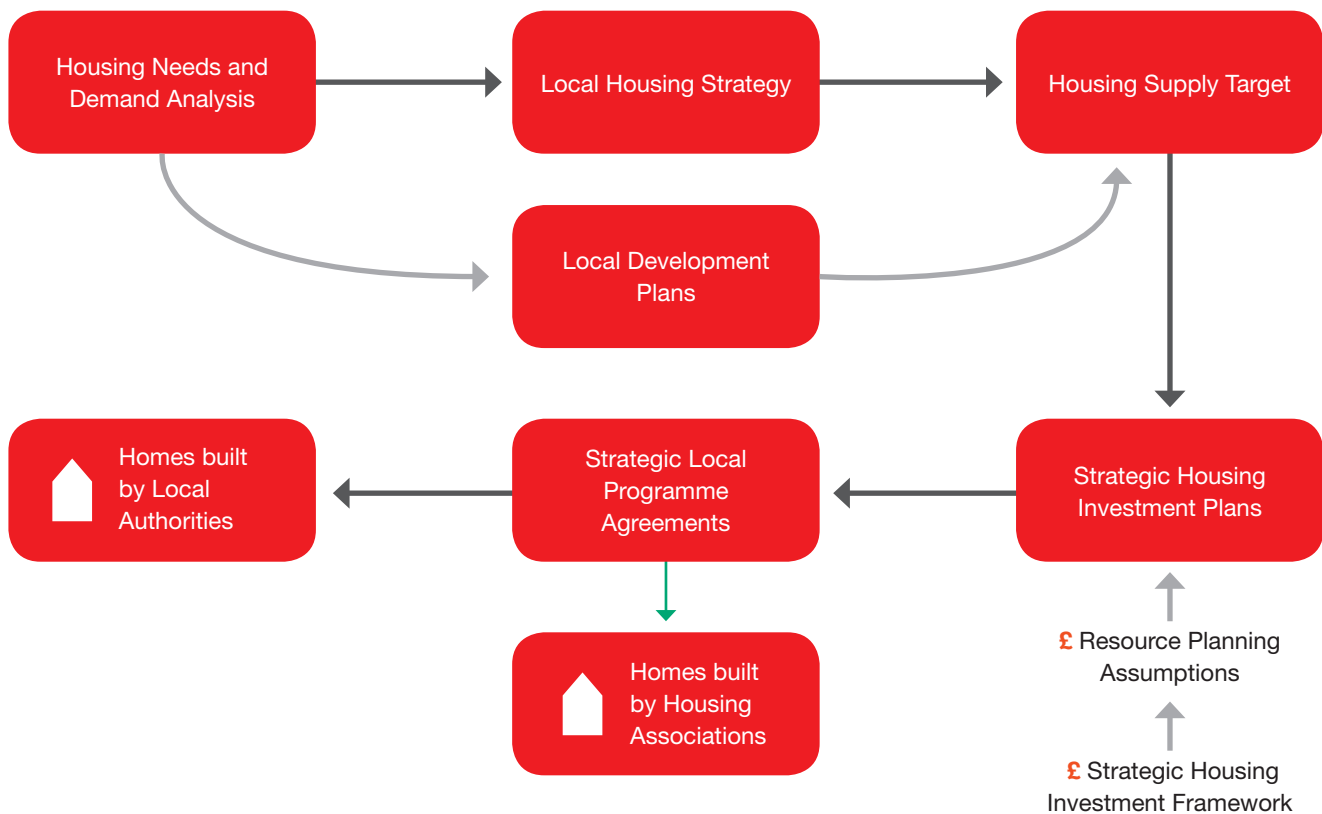 Housing Needs and
Demand Analysis
Local Housing Strategy
Housing Supply Target
Local Development
Plans
Homes built
by Local
Authorities
Strategic Local
Programme
Agreements
Strategic Housing
Investment Plans
Homes built
by Housing
Associations
£ Resource Planning
Assumptions
£ Strategic Housing
Investment Framework